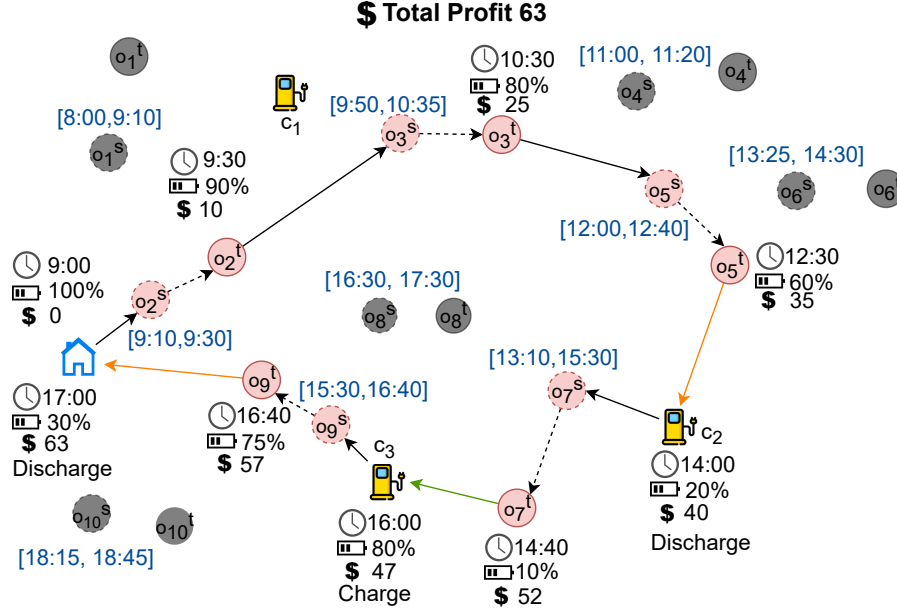 $ Total Profit 63
o1t
[8:00,9:10]
o1s
c1
[9:50,10:35]
o3s
10:30
80%
$ 25
o3t
[11:00, 11:20]
o4s
o4t
[13:25, 14:30]
o6s
o6t
9:30
90%
$ 10
o2t
o5s
[12:00,12:40]
o5t
12:30
60%
$ 35
9:00
100%
$ 0
o2s
[9:10,9:30]
[16:30, 17:30]
o8s
o8t
17:00
30%
$ 63
Discharge
o9t
16:40
75%
$ 57
[15:30,16:40]
o9s
[13:10,15:30]
o7s
c2
14:00
20%
$ 40
Discharge
c3
16:00
80%
$ 47
Charge
o7t
14:40
10%
$ 52
o10s
o10t
[18:15, 18:45]